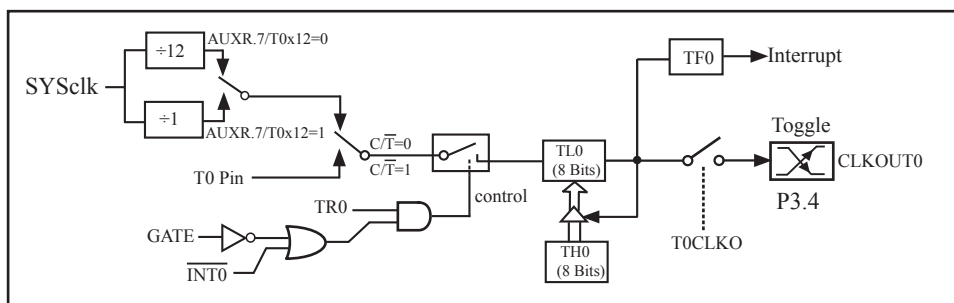 ÷12
AUXR.7/T0x12=0
SYSclk
÷1
AUXR.7/T0x12=1
T0 Pin
C/T̅=0
C/T̅=1
TR0
control
GATE
I̅N̅T̅0̅
TL0
(8 Bits)
TH0
(8 Bits)
TF0
Interrupt
Toggle
CLKOUT0
P3.4
T0CLKO